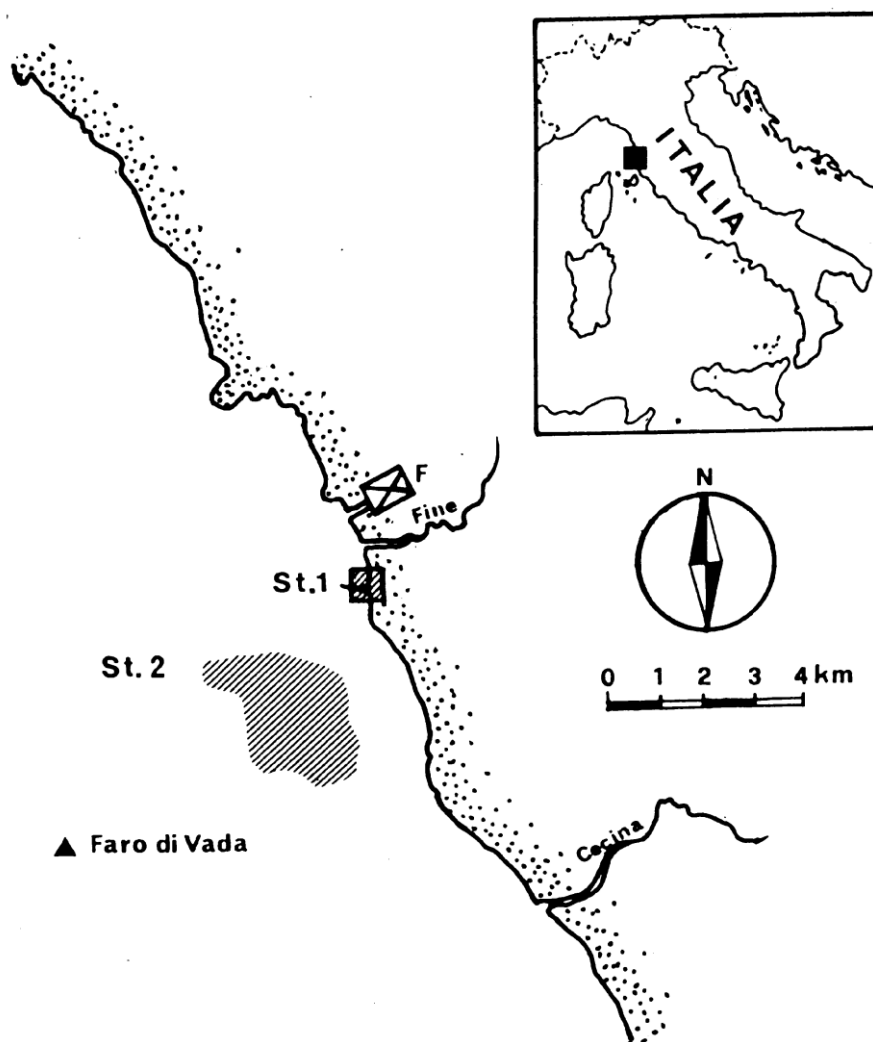 ITALIA
F
Fine
N
St.1
St. 2
0 1 2 3 4 km
Cecina
▲ Faro di Vada